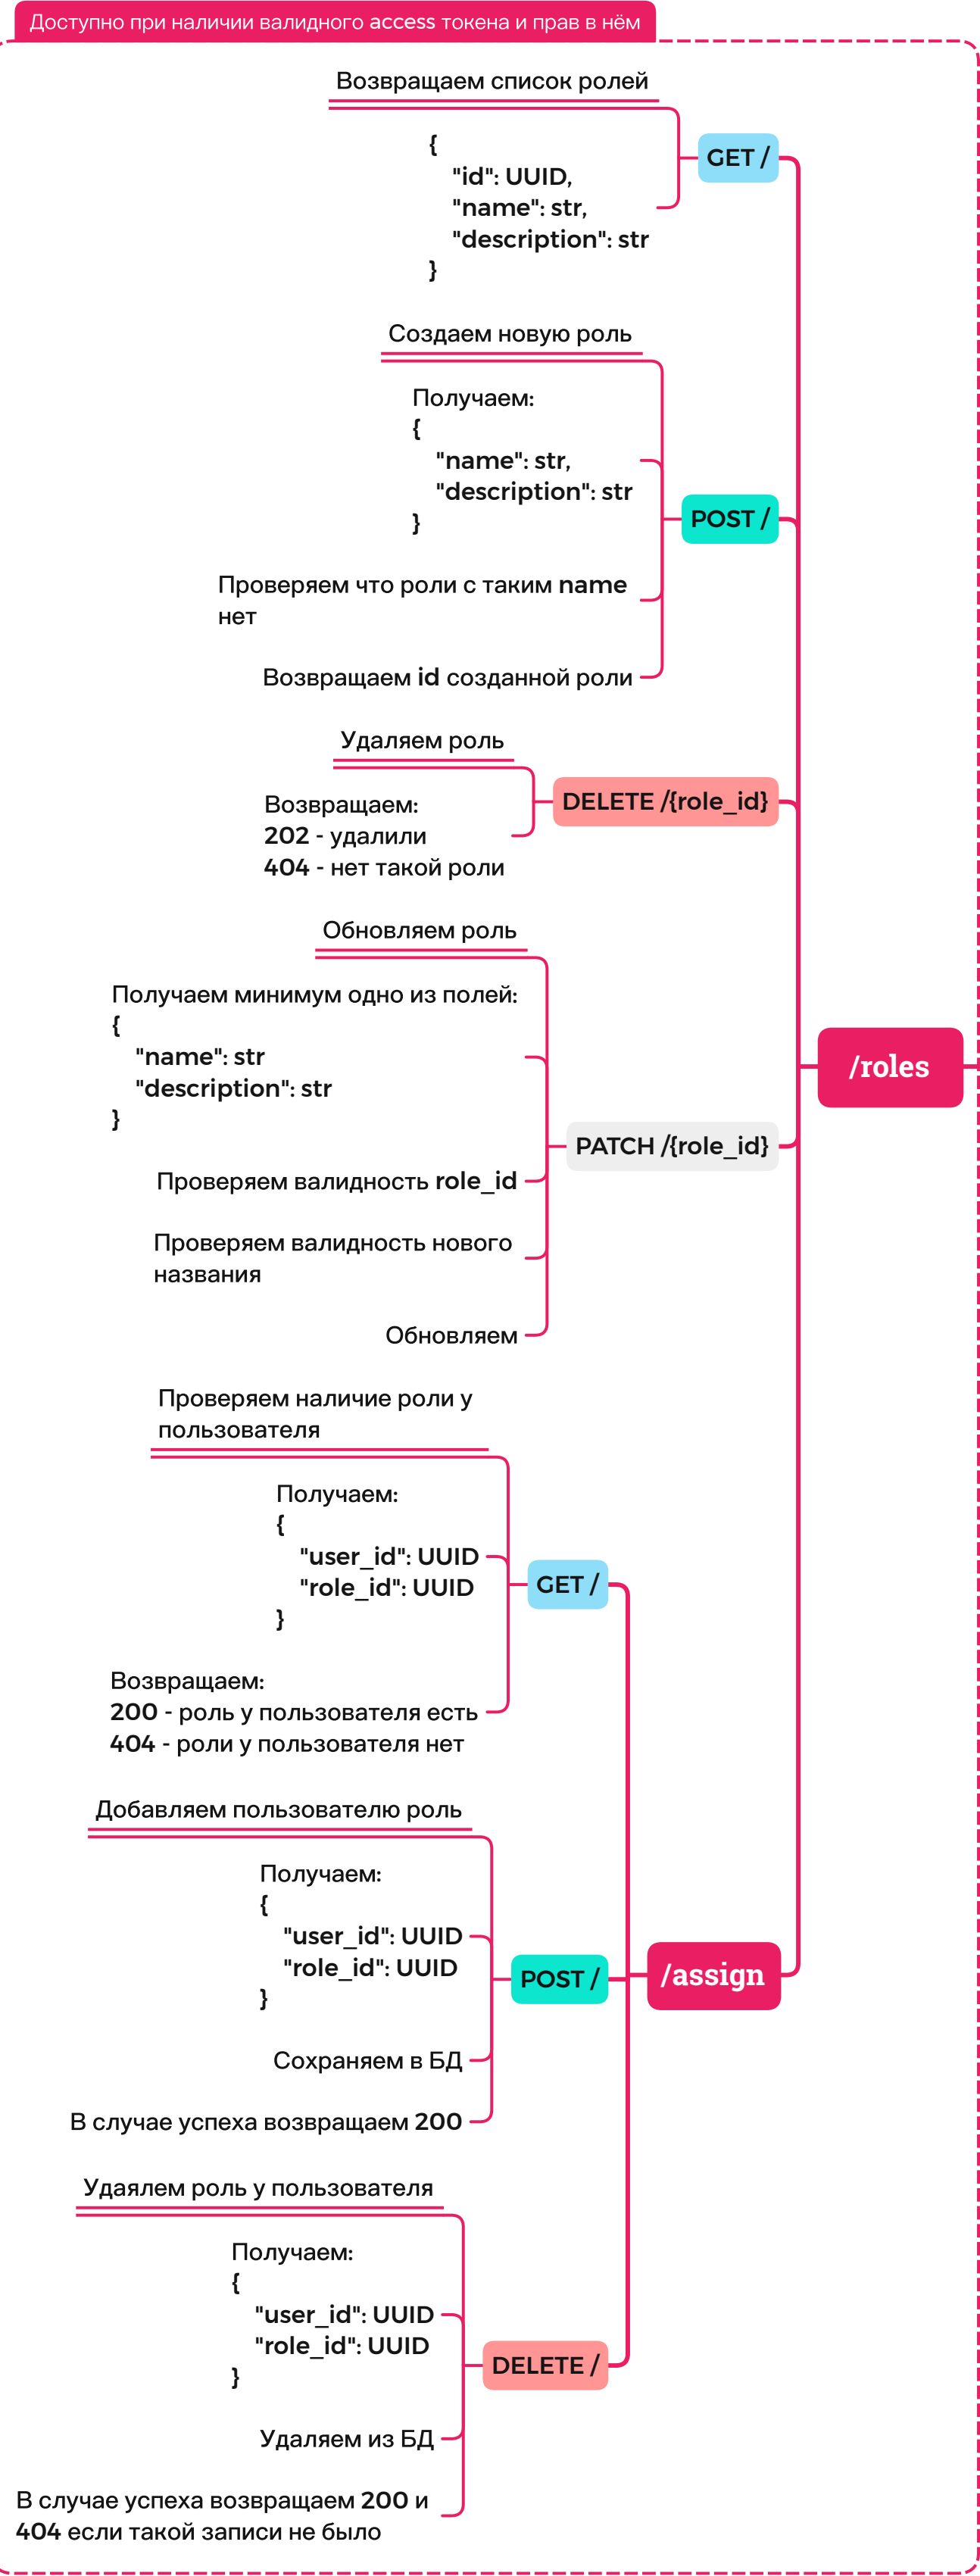 Доступно при наличии валидного access токена и прав в нём
Возвращаем список ролей
GET /
{
"id": UUID,
"name": str,
"description": str
}
Создаем новую роль
Получаем:
{
"name": str,
"description": str
}
POST /
Проверяем что роли с таким name
нет
Возвращаем id созданной роли
Удаляем роль
DELETE /{role_id}
Возвращаем:
202 - удалили
404 - нет такой роли
Обновляем роль
Получаем минимум одно из полей:
{
"name": str
"description": str
}
/roles
PATCH /{role_id}
Проверяем валидность role_id
Проверяем валидность нового
названия
Обновляем
Проверяем наличие роли у
пользователя
Получаем:
{
"user_id": UUID
"role_id": UUID
}
GET /
Возвращаем:
200 - роль у пользователя есть
404 - роли у пользователя нет
Добавляем пользователю роль
Получаем:
{
"user_id": UUID
"role_id": UUID
}
POST /
/assign
Сохраняем в БД
В случае успеха возвращаем 200
Удаялем роль у пользователя
Получаем:
{
"user_id": UUID
"role_id": UUID
}
DELETE /
Удаляем из БД
В случае успеха возвращаем 200 и
404 если такой записи не было